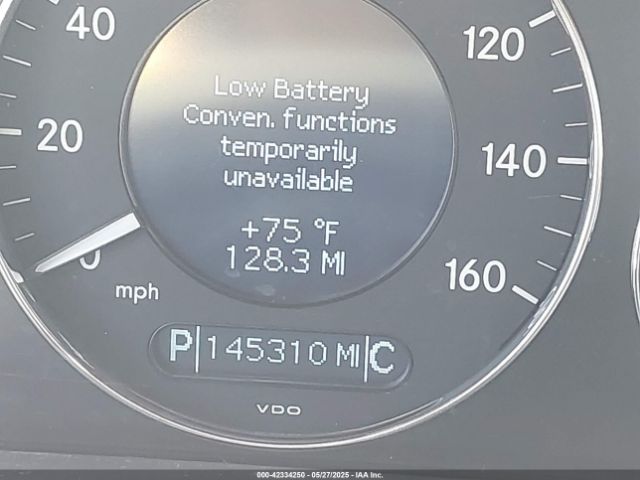 40
120
Low Battery
Conven. functions
temporarily
unavailable
20
140
+75 °F
128.3 MI
0
160
mph
P 145310 MI C
VDO
000-42334250 - 05/27/2025 - IAA Inc.